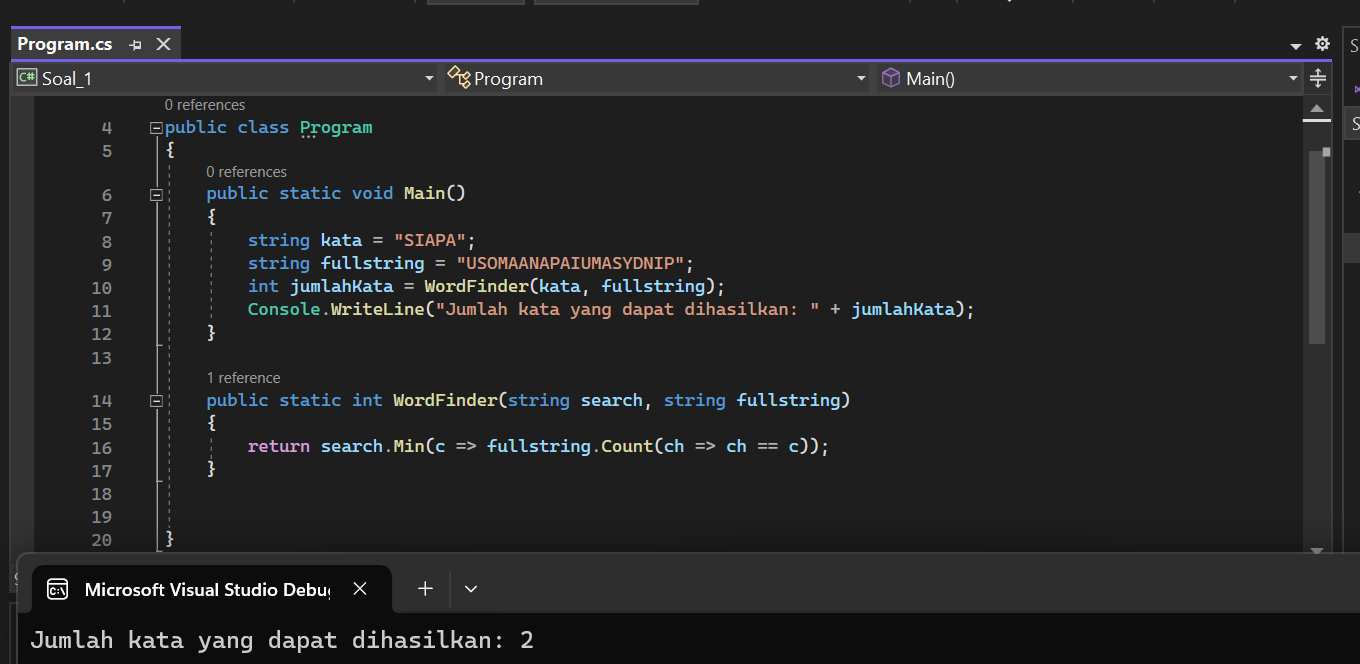 Program.cs
C# Soal_1 Program Main()
0 references
4 public class Program
5 {
0 references
6 public static void Main()
7 {
8 string kata = "SIAPA";
9 string fullstring = "USOMAANAPAIUMASYDNIP";
10 int jumlahKata = WordFinder(kata, fullstring);
11 Console.WriteLine("Jumlah kata yang dapat dihasilkan: " + jumlahKata);
12 }
13
1 reference
14 public static int WordFinder(string search, string fullstring)
15 {
16 return search.Min(c => fullstring.Count(ch => ch == c));
17 }
18
19
20 }
Microsoft Visual Studio Debug
Jumlah kata yang dapat dihasilkan: 2